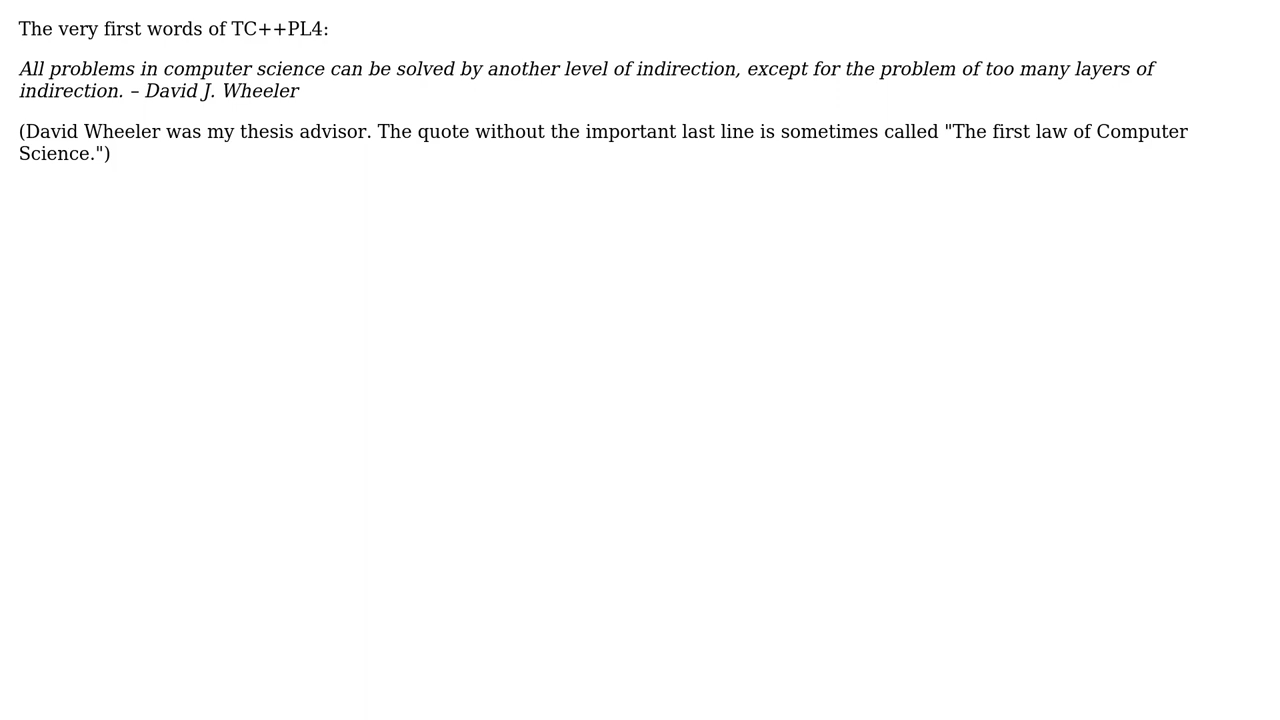 The very first words of TC++PL4:
All problems in computer science can be solved by another level of indirection, except for the problem of too many layers of
indirection. – David J. Wheeler
(David Wheeler was my thesis advisor. The quote without the important last line is sometimes called "The first law of Computer
Science.")